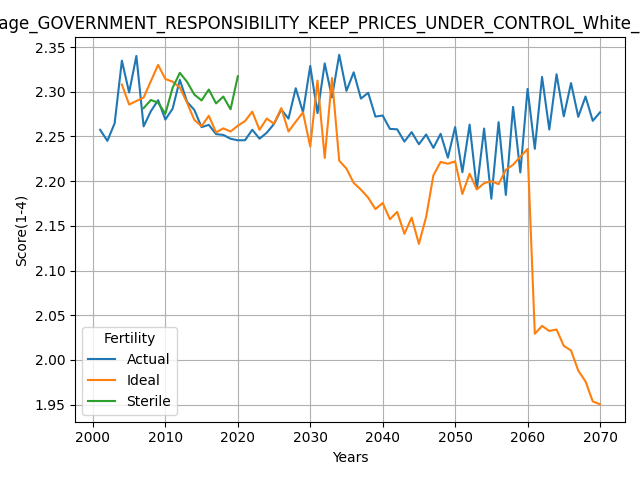 age_GOVERNMENT_RESPONSIBILITY_KEEP_PRICES_UNDER_CONTROL_White_
2.35
2.30
2.25
2.20
2.15
2.10
2.05
2.00
1.95
Score(1-4)
Fertility
Actual
Ideal
Sterile
2000 2010 2020 2030 2040 2050 2060 2070
Years